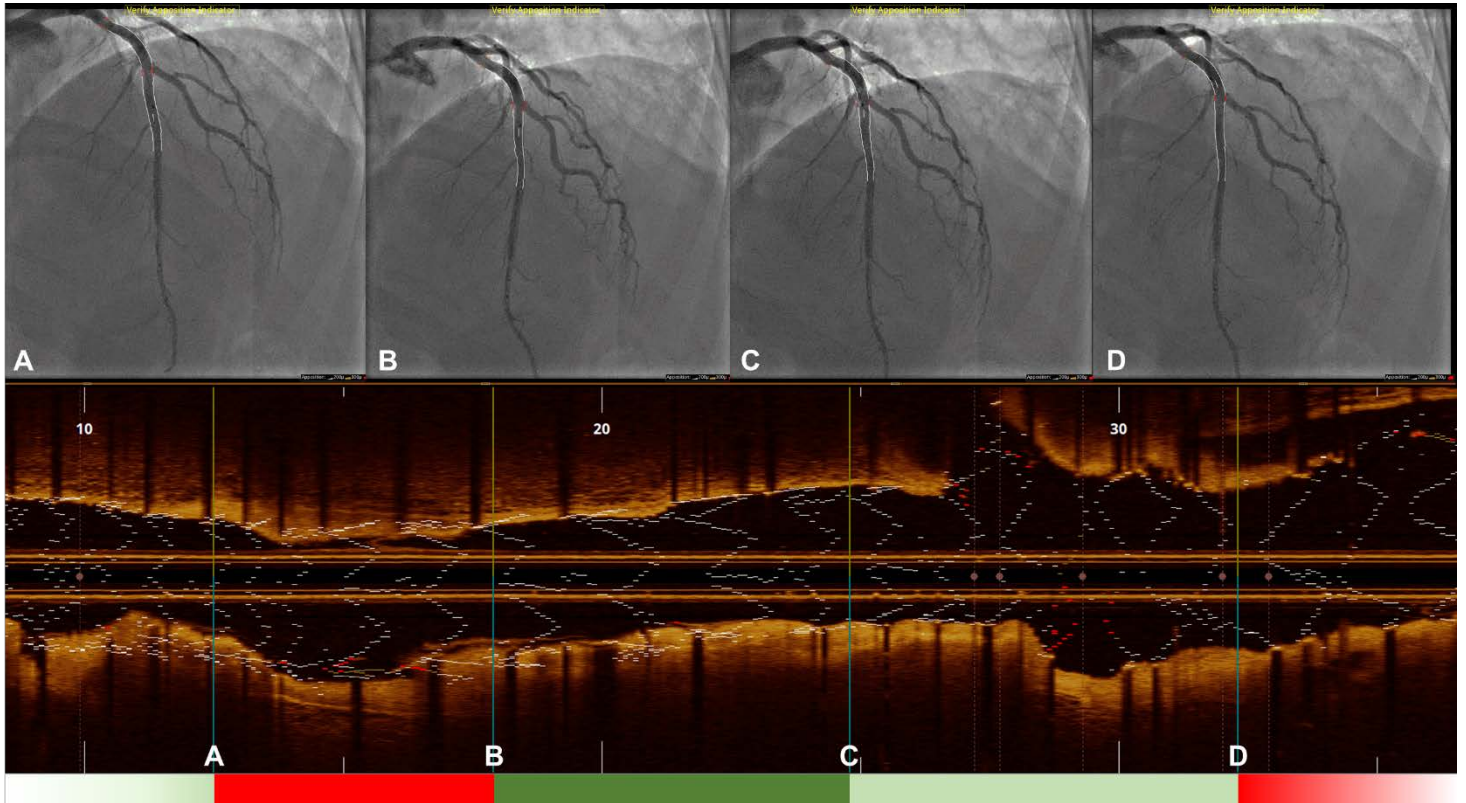 Verify Apposition Indicator
Verify Apposition Indicator
Verify Apposition Indicator
Verify Apposition Indicator
A
B
C
D
10
20
30
A
B
C
D